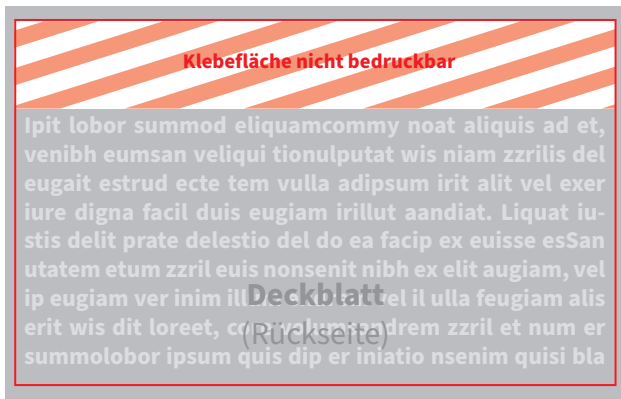 Klebefläche nicht bedruckbar
Ipit lobor summod eliquamcommy noat aliquis ad et,
venibh eumsan veliqui tionulputat wis niam zzrilis del
eugait estrud ecte tem vulla adipsum irit alit vel exer
iure digna facil duis eugiam irillut aandiat. Liquat iu-
stis delit prate delestio del do ea facip ex euisse esSan
utatem etum zzril euis nonsenit nibh ex elit augiam, vel
ip eugiam ver inim il il ulla feugiam alis
Deckblatt
erit wis dit loreet, drem zzril et num er
(Rückseite)
summolobor ipsum quis dip er iniatio nsenim quisi bla